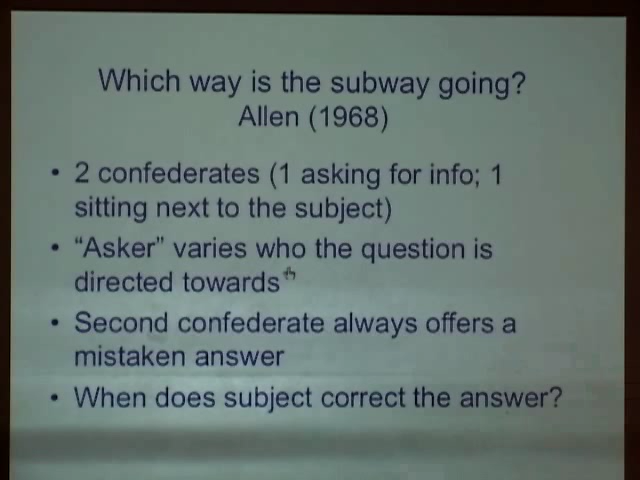 Which way is the subway going?
Allen (1968)
• 2 confederates (1 asking for info; 1
sitting next to the subject)
• “Asker” varies who the question is
directed towards
• Second confederate always offers a
mistaken answer
• When does subject correct the answer?